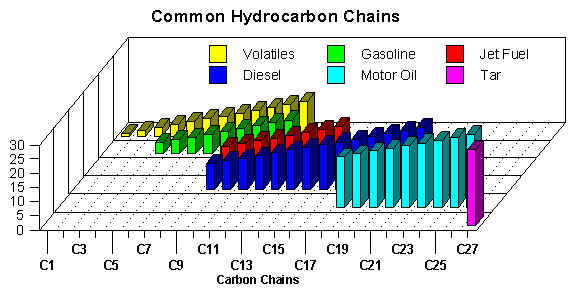 Common Hydrocarbon Chains
Volatiles Gasoline Jet Fuel
Diesel Motor Oil Tar
30
25
20
15
10
5
0
C3 C7 C11 C15 C19 C23 C27
C1 C5 C9 C13 C17 C21 C25
Carbon Chains